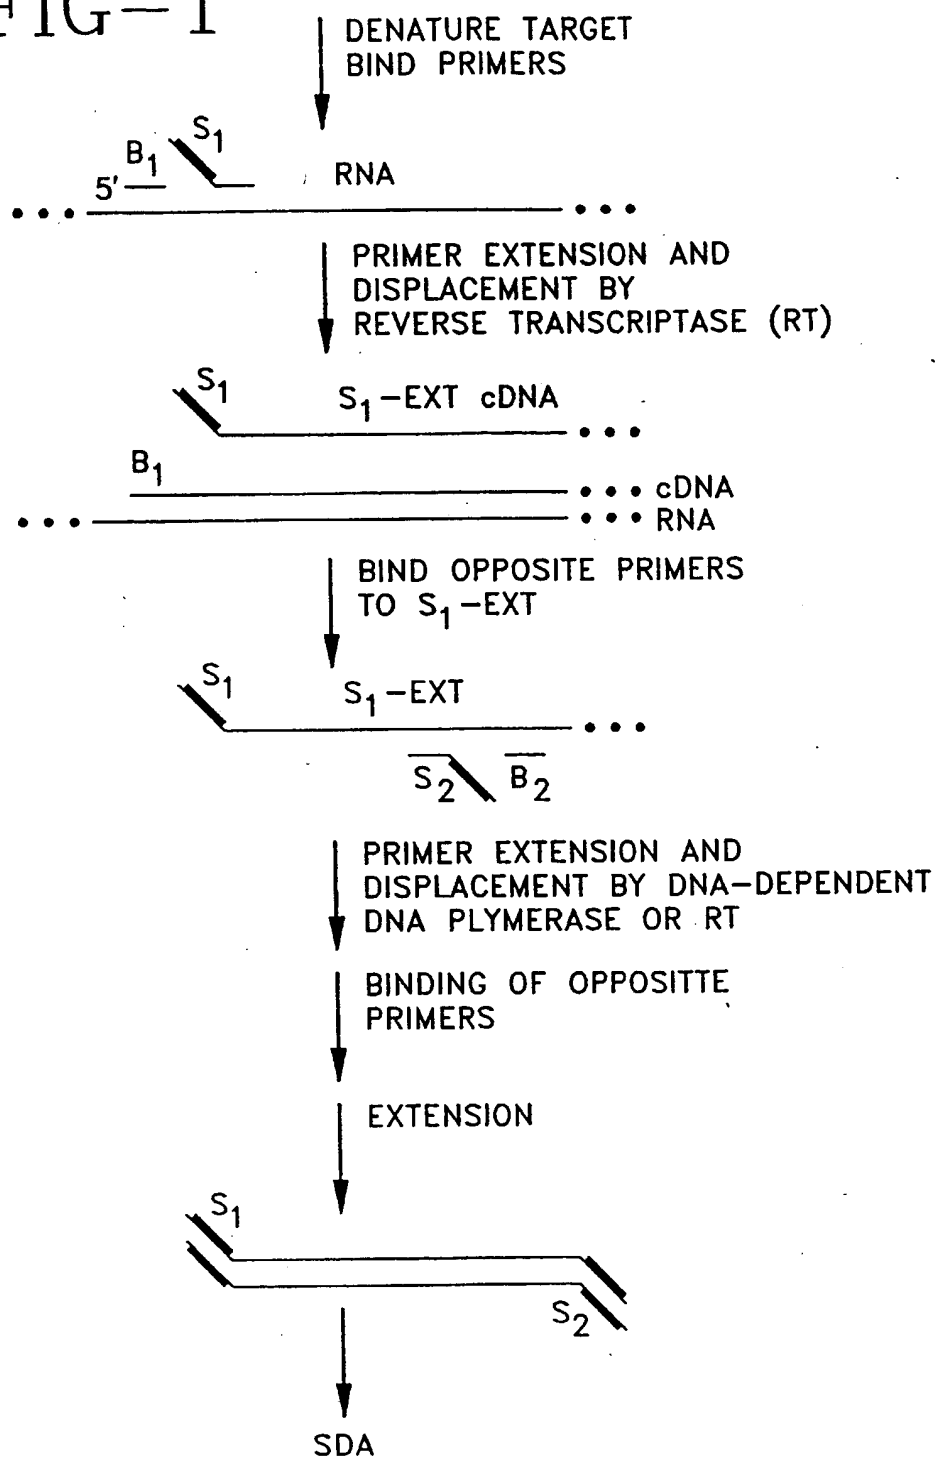 FIG-1
DENATURE TARGET
BIND PRIMERS
S1
B1
5'
RNA
PRIMER EXTENSION AND
DISPLACEMENT BY
REVERSE TRANSCRIPTASE (RT)
S1
S1-EXT cDNA
B1
cDNA
RNA
BIND OPPOSITE PRIMERS
TO S1-EXT
S1
S1-EXT
S2 B2
PRIMER EXTENSION AND
DISPLACEMENT BY DNA-DEPENDENT
DNA PLYMERASE OR RT
BINDING OF OPPOSITTE
PRIMERS
EXTENSION
S1
S2
SDA